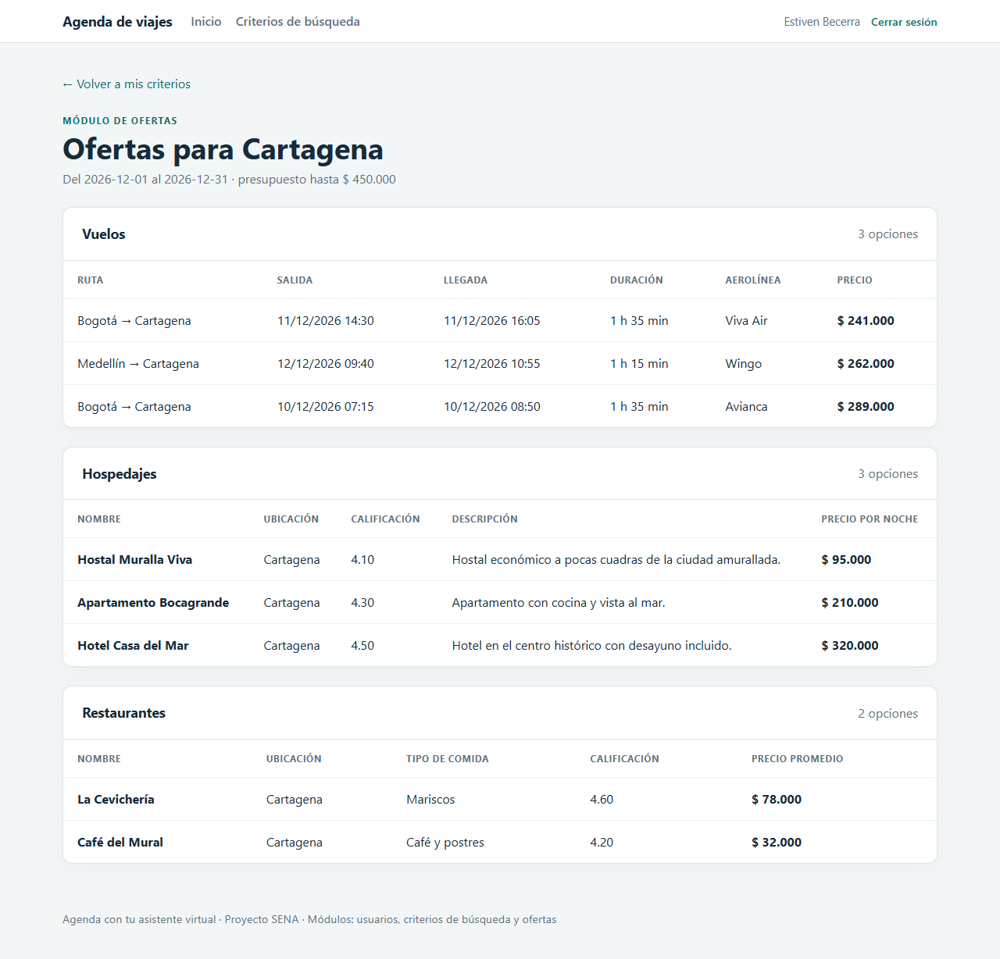 Agenda de viajes Inicio Criterios de búsqueda Estiven Becerra Cerrar sesión
← Volver a mis criterios
MÓDULO DE OFERTAS
Ofertas para Cartagena
Del 2026-12-01 al 2026-12-31 · presupuesto hasta $ 450.000
Vuelos 3 opciones
RUTA SALIDA LLEGADA DURACIÓN AEROLÍNEA PRECIO
Bogotá → Cartagena 11/12/2026 14:30 11/12/2026 16:05 1 h 35 min Viva Air $ 241.000
Medellín → Cartagena 12/12/2026 09:40 12/12/2026 10:55 1 h 15 min Wingo $ 262.000
Bogotá → Cartagena 10/12/2026 07:15 10/12/2026 08:50 1 h 35 min Avianca $ 289.000
Hospedajes 3 opciones
NOMBRE UBICACIÓN CALIFICACIÓN DESCRIPCIÓN PRECIO POR NOCHE
Hostal Muralla Viva Cartagena 4.10 Hostal económico a pocas cuadras de la ciudad amurallada. $ 95.000
Apartamento Bocagrande Cartagena 4.30 Apartamento con cocina y vista al mar. $ 210.000
Hotel Casa del Mar Cartagena 4.50 Hotel en el centro histórico con desayuno incluido. $ 320.000
Restaurantes 2 opciones
NOMBRE UBICACIÓN TIPO DE COMIDA CALIFICACIÓN PRECIO PROMEDIO
La Cevichería Cartagena Mariscos 4.60 $ 78.000
Café del Mural Cartagena Café y postres 4.20 $ 32.000
Agenda con tu asistente virtual · Proyecto SENA · Módulos: usuarios, criterios de búsqueda y ofertas